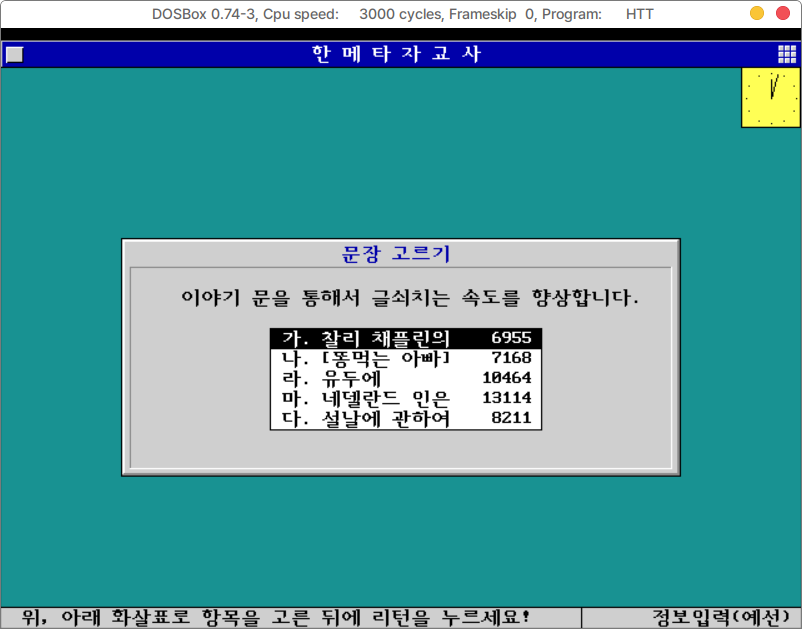 DOSBox 0.74-3, Cpu speed: 3000 cycles, Frameskip 0, Program: HTT
한 메 타 자 교 사
문장 고르기
이야기 문을 통해서 글쇠치는 속도를 향상합니다.
가. 찰리 채플린의 6955
나. [똥먹는 아빠] 7168
라. 유두에 10464
마. 네델란드 인은 13114
다. 설날에 관하여 8211
위, 아래 화살표로 항목을 고른 뒤에 리턴을 누르세요! 정보입력(예선)